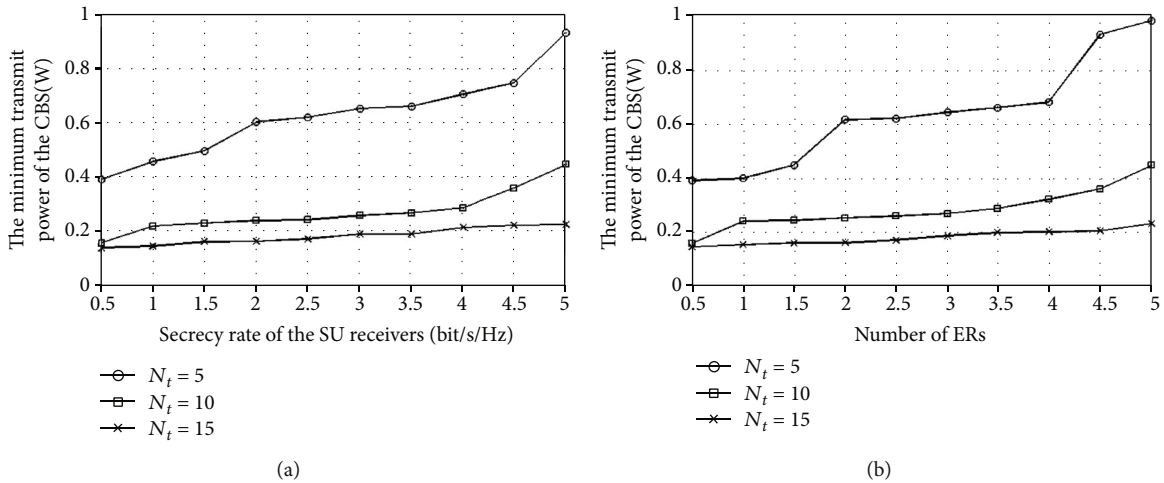 The minimum transmit
power of the CBS(W)
1
0.8
0.6
0.4
0.2
0
0.5 1 1.5 2 2.5 3 3.5 4 4.5 5
Secrecy rate of the SU receivers (bit/s/Hz)
N_t = 5
N_t = 10
N_t = 15
(a)
The minimum transmit
power of the CBS(W)
1
0.8
0.6
0.4
0.2
0
0.5 1 1.5 2 2.5 3 3.5 4 4.5 5
Number of ERs
N_t = 5
N_t = 10
N_t = 15
(b)